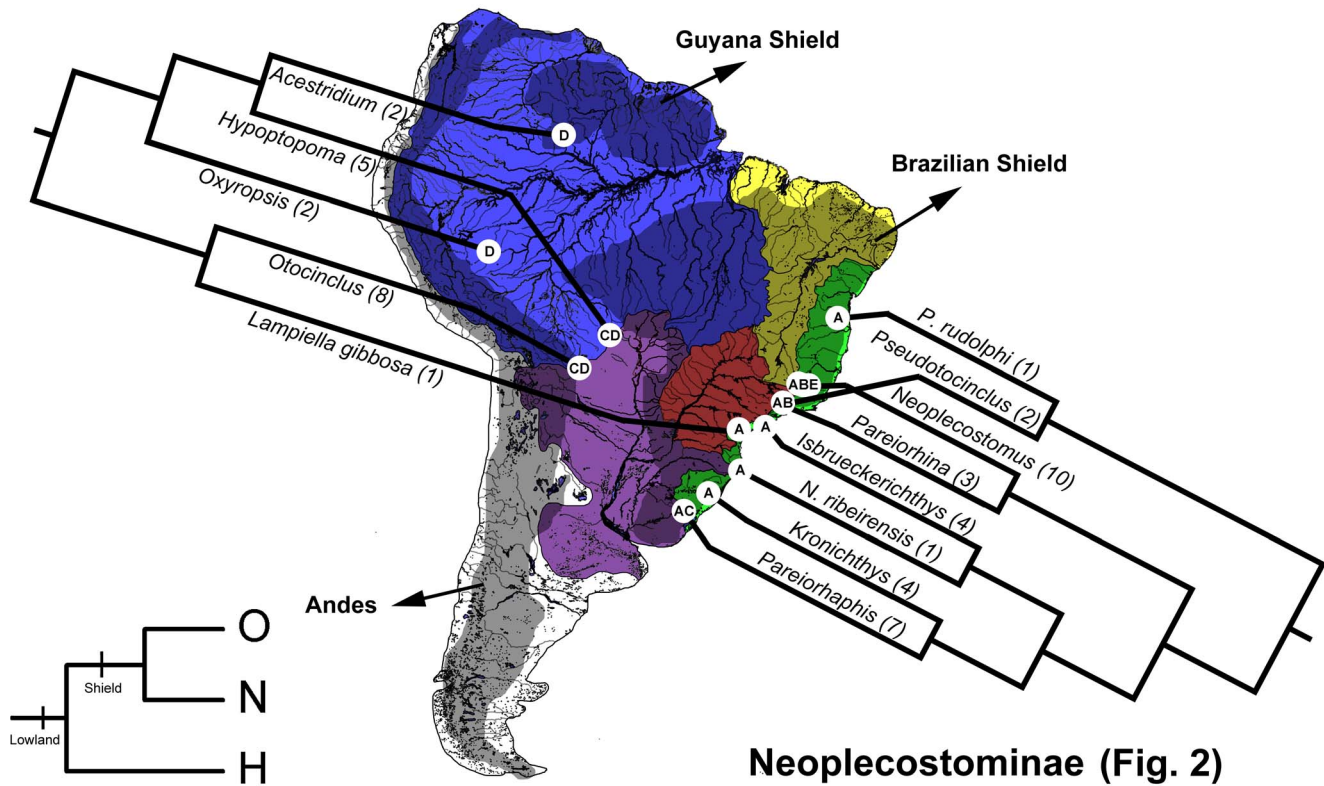 Guyana Shield
Brazilian Shield
Andes
Acestridium (2)
Hypoptopoma (5)
Oxyropsis (2)
Otocinclus (8)
Lampiella gibbosa (1)
D
D
CD
CD
A
P. rudolphi (1)
Pseudotocinclus (2)
Neoplecostomus (10)
Pareiorhina (3)
Isbrueckerichthys (4)
N. ribeirensis (1)
Kronichthys (4)
Pareiorhaphis (7)
A
ABE
AB
A
A
A
AC
O
Shield
N
Lowland
H
Neoplecostominae (Fig. 2)